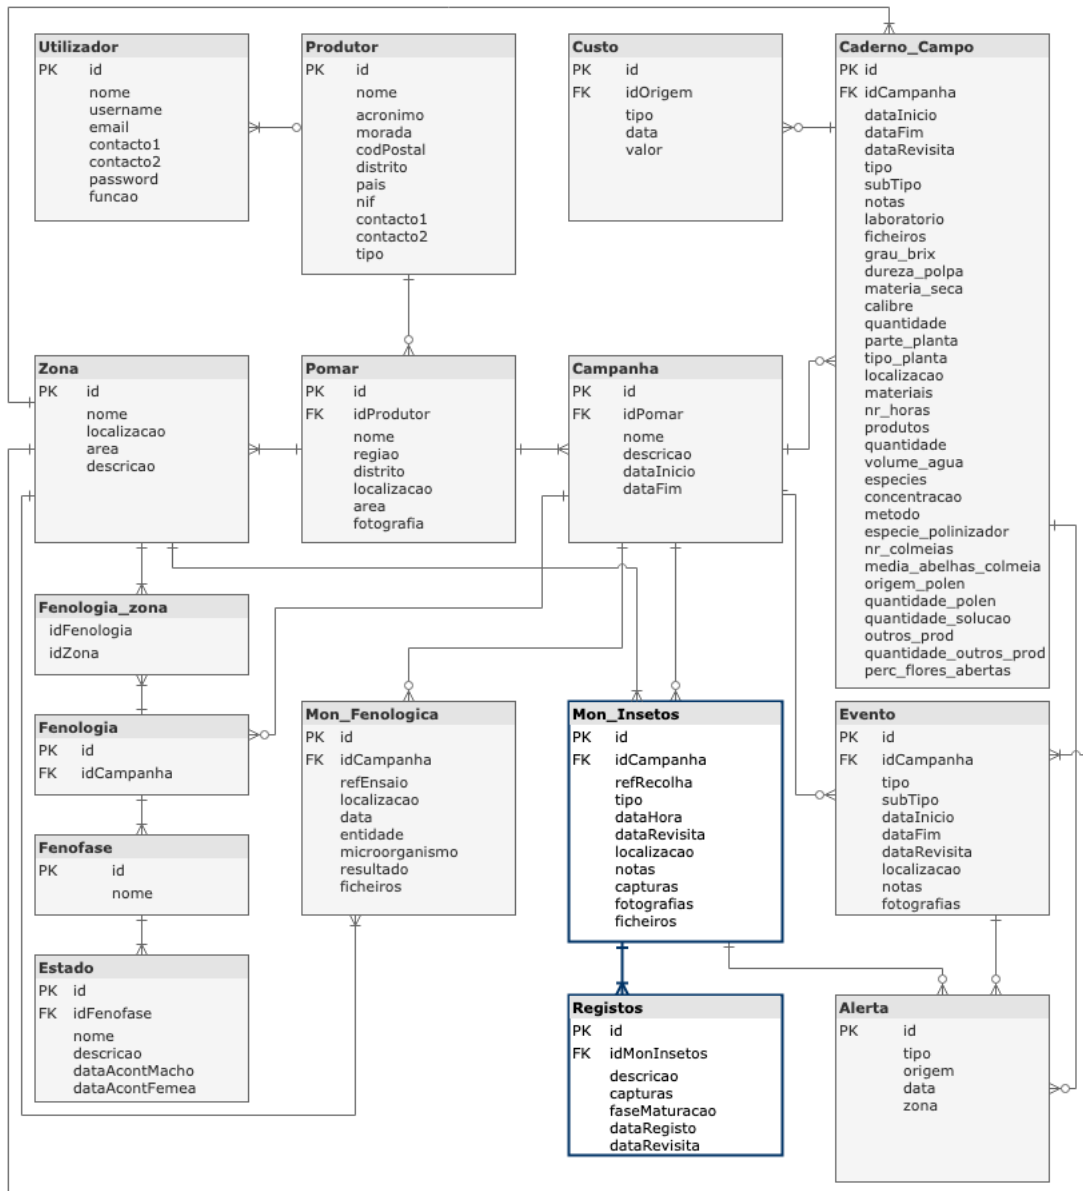 Utilizador
PK id
nome
username
email
contacto1
contacto2
password
funcao
Produtor
PK id
nome
acronimo
morada
codPostal
distrito
pais
nif
contacto1
contacto2
tipo
Custo
PK id
FK idOrigem
tipo
data
valor
Caderno_Campo
PK id
FK idCampanha
dataInicio
dataFim
dataRevisita
tipo
subTipo
notas
laboratorio
ficheiros
grau_brix
dureza_polpa
materia_seca
calibre
quantidade
parte_planta
tipo_planta
localizacao
materiais
nr_horas
produtos
quantidade
volume_agua
especies
concentracao
metodo
especie_polinizador
nr_colmeias
media_abelhas_colmeia
origem_polen
quantidade_polen
quantidade_solucao
outros_prod
quantidade_outros_prod
perc_flores_abertas
Zona
PK id
nome
localizacao
area
descricao
Pomar
PK id
FK idProdutor
nome
regiao
distrito
localizacao
area
fotografia
Campanha
PK id
FK idPomar
nome
descricao
dataInicio
dataFim
Fenologia_zona
idFenologia
idZona
Fenologia
PK id
FK idCampanha
Fenofase
PK id
nome
Estado
PK id
FK idFenofase
nome
descricao
dataAcontMacho
dataAcontFemea
Mon_Fenologica
PK id
FK idCampanha
refEnsaio
localizacao
data
entidade
microorganismo
resultado
ficheiros
Mon_Insetos
PK id
FK idCampanha
refRecolha
tipo
dataHora
dataRevisita
localizacao
notas
capturas
fotografias
ficheiros
Evento
PK id
FK idCampanha
tipo
subTipo
dataInicio
dataFim
dataRevisita
localizacao
notas
fotografias
Registos
PK id
FK idMonInsetos
descricao
capturas
faseMaturacao
dataRegisto
dataRevisita
Alerta
PK id
tipo
origem
data
zona